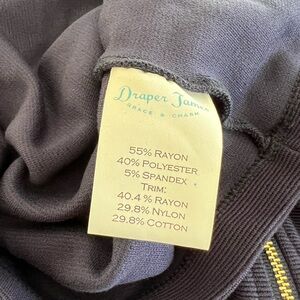 Draper James
GRACE & CHARM
55% RAYON
40% POLYESTER
5% SPANDEX
TRIM:
40.4 % RAYON
29.8% NYLON
29.8% COTTON